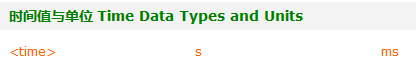 时间值与单位 Time Data Types and Units
<time> s ms